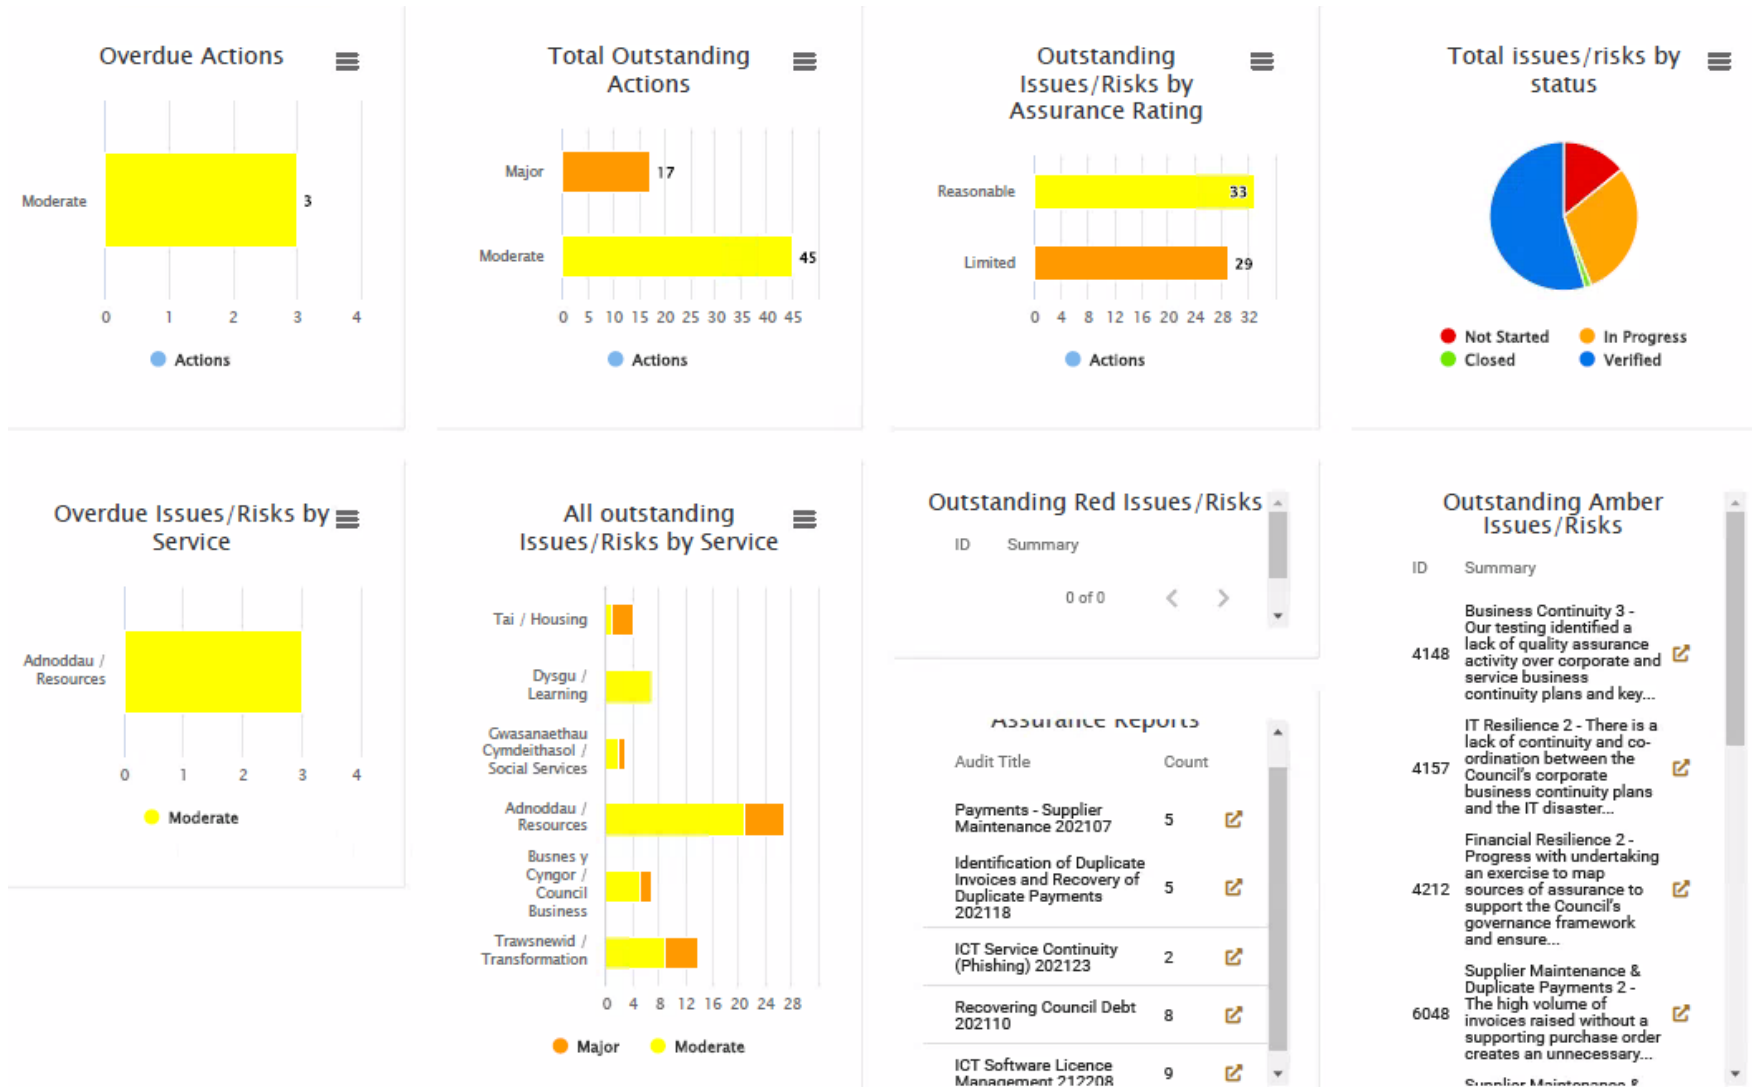 Overdue Actions
Moderate
3
0 1 2 3 4
Actions
Total Outstanding
Actions
Major
17
Moderate
45
0 5 10 15 20 25 30 35 40 45
Actions
Outstanding
Issues/Risks by
Assurance Rating
Reasonable
33
Limited
29
0 4 8 12 16 20 24 28 32
Actions
Total issues/risks by
status
Not Started
In Progress
Closed
Verified
Overdue Issues/Risks by
Service
Adnoddau /
Resources
0 1 2 3 4
Moderate
All outstanding
Issues/Risks by Service
Tai / Housing
Dysgu /
Learning
Gwasanaethau
Cymdeithasol /
Social Services
Adnoddau /
Resources
Busnes y
Cyngor /
Council
Business
Trawsnewid /
Transformation
0 4 8 12 16 20 24 28
Major
Moderate
Outstanding Red Issues/Risks
ID Summary
0 of 0
Assurance Reports
Audit Title Count
Payments - Supplier
Maintenance 202107
5
Identification of Duplicate
Invoices and Recovery of
Duplicate Payments
202118
5
ICT Service Continuity
(Phishing) 202123
2
Recovering Council Debt
202110
8
ICT Software Licence
Management 212208
9
Outstanding Amber
Issues/Risks
ID Summary
4148
Business Continuity 3 -
Our testing identified a
lack of quality assurance
activity over corporate and
service business
continuity plans and key...
4157
IT Resilience 2 - There is a
lack of continuity and co-
ordination between the
Council's corporate
business continuity plans
and the IT disaster...
4212
Financial Resilience 2 -
Progress with undertaking
an exercise to map
sources of assurance to
support the Council's
governance framework
and ensure...
6048
Supplier Maintenance &
Duplicate Payments 2 -
The high volume of
invoices raised without a
supporting purchase order
creates an unnecessary...
Supplier Maintenance &